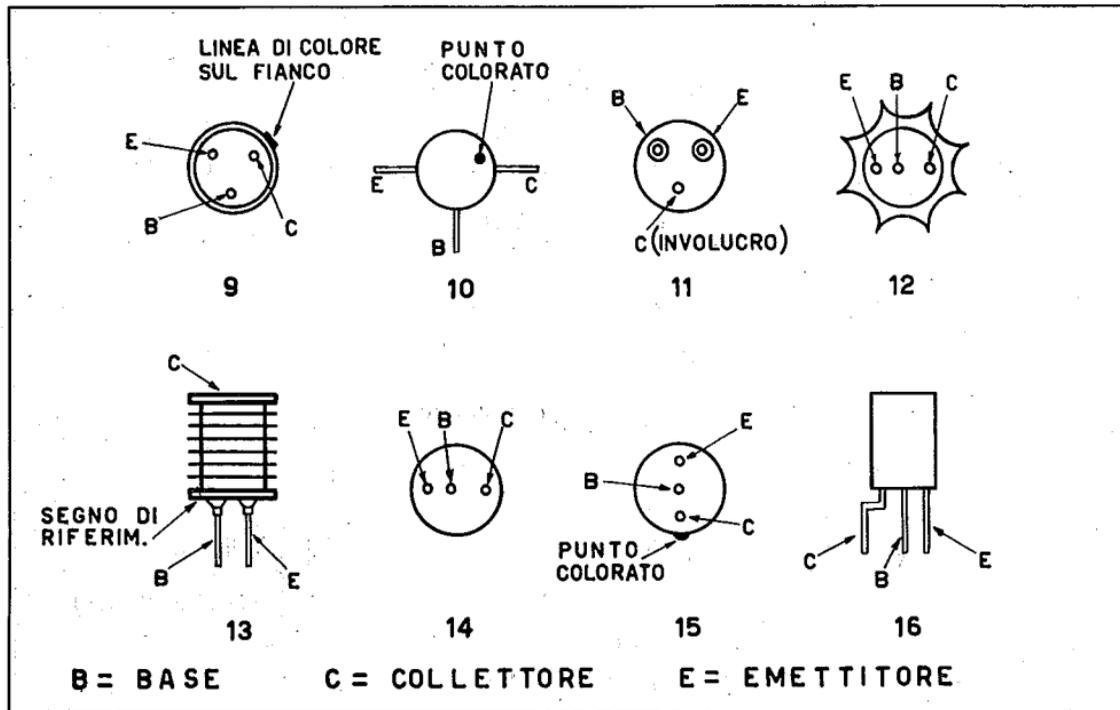 LINEA DI COLORE
SUL FIANCO
E
B
C
9
PUNTO
COLORATO
E
C
B
10
B
E
C (INVOLUCRO)
11
E
B
C
12
C
SEGNO DI
RIFERIM.
B
E
13
E
B
C
14
E
B
C
PUNTO
COLORATO
15
C
B
E
16
B = BASE
C = COLLETTORE
E = EMETTITORE